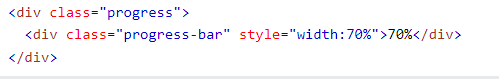 <div class="progress">
  <div class="progress-bar" style="width:70%">70%</div>
</div>